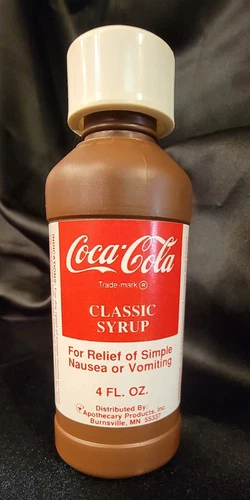 Coca-Cola
Trade-mark ®
CLASSIC
SYRUP
For Relief of Simple
Nausea or Vomiting
4 FL. OZ.
Distributed By:
Apothecary Products, Inc.
Burnsville, MN 55337